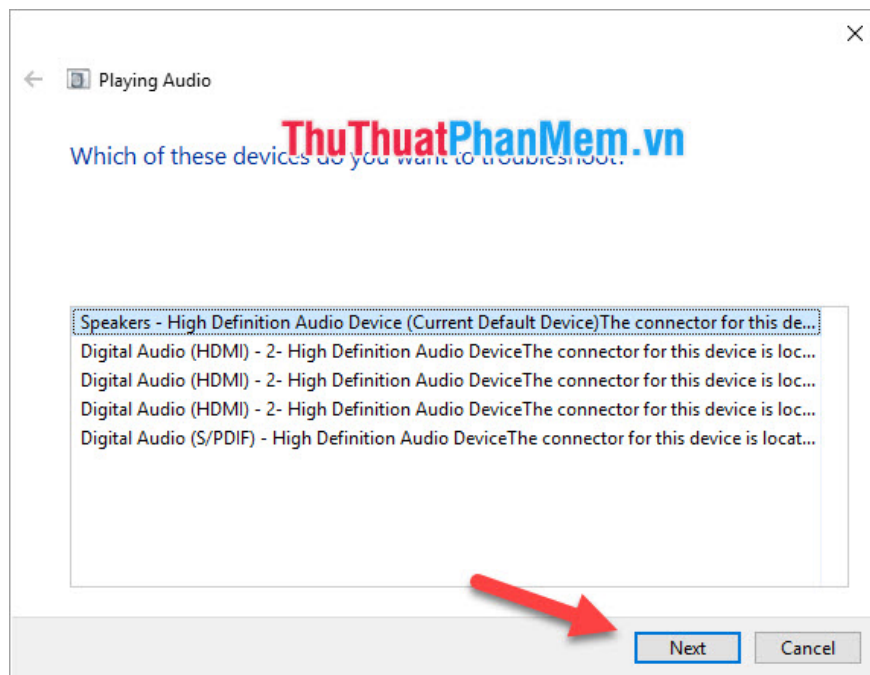 Playing Audio
ThuThuatPhanMem.vn
Which of these devices do you want to troubleshoot?
Speakers - High Definition Audio Device (Current Default Device)The connector for this de...
Digital Audio (HDMI) - 2- High Definition Audio DeviceThe connector for this device is loc...
Digital Audio (HDMI) - 2- High Definition Audio DeviceThe connector for this device is loc...
Digital Audio (HDMI) - 2- High Definition Audio DeviceThe connector for this device is loc...
Digital Audio (S/PDIF) - High Definition Audio DeviceThe connector for this device is locat...
Next
Cancel